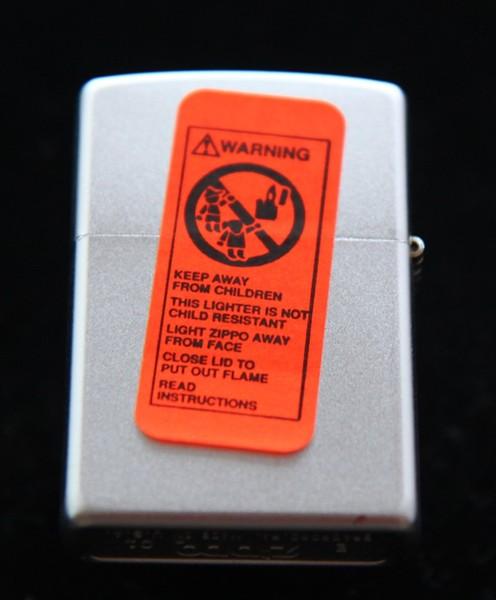 WARNING
KEEP AWAY
FROM CHILDREN
THIS LIGHTER IS NOT
CHILD RESISTANT
LIGHT ZIPPO AWAY
FROM FACE
CLOSE LID TO
PUT OUT FLAME
READ
INSTRUCTIONS